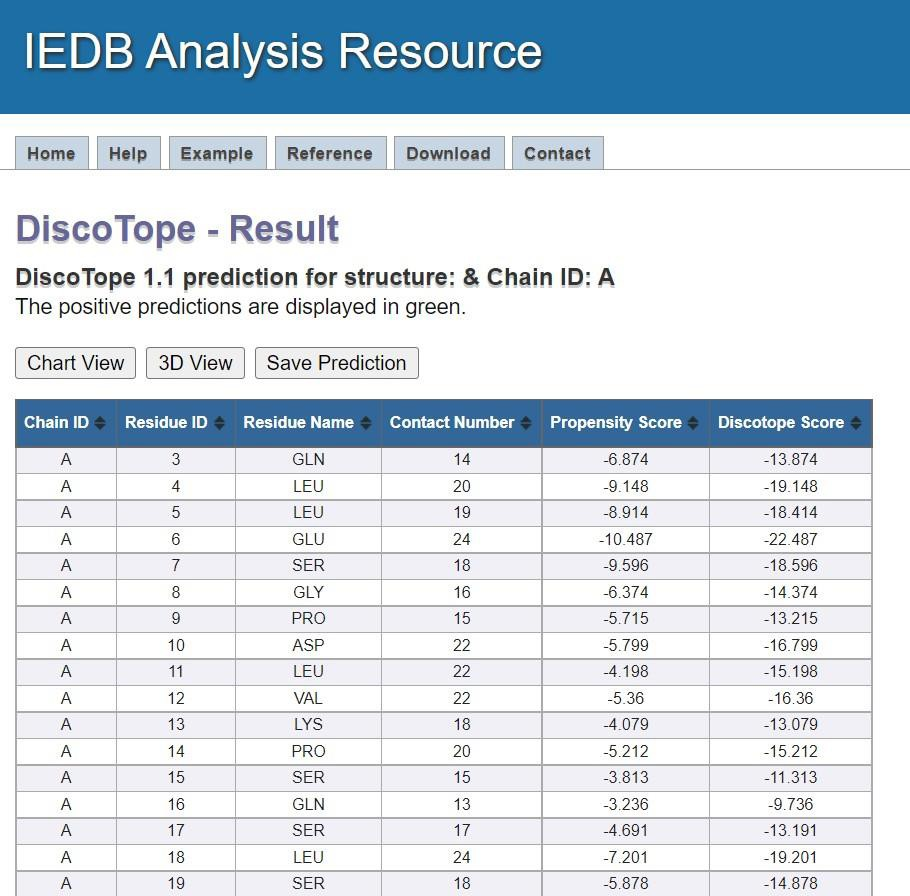 IEDB Analysis Resource
Home Help Example Reference Download Contact
DiscoTope - Result
DiscoTope 1.1 prediction for structure: & Chain ID: A
The positive predictions are displayed in green.
Chart View 3D View Save Prediction
Chain ID Residue ID Residue Name Contact Number Propensity Score Discotope Score
A 3 GLN 14 -6.874 -13.874
A 4 LEU 20 -9.148 -19.148
A 5 LEU 19 -8.914 -18.414
A 6 GLU 24 -10.487 -22.487
A 7 SER 18 -9.596 -18.596
A 8 GLY 16 -6.374 -14.374
A 9 PRO 15 -5.715 -13.215
A 10 ASP 22 -5.799 -16.799
A 11 LEU 22 -4.198 -15.198
A 12 VAL 22 -5.36 -16.36
A 13 LYS 18 -4.079 -13.079
A 14 PRO 20 -5.212 -15.212
A 15 SER 15 -3.813 -11.313
A 16 GLN 13 -3.236 -9.736
A 17 SER 17 -4.691 -13.191
A 18 LEU 24 -7.201 -19.201
A 19 SER 18 -5.878 -14.878